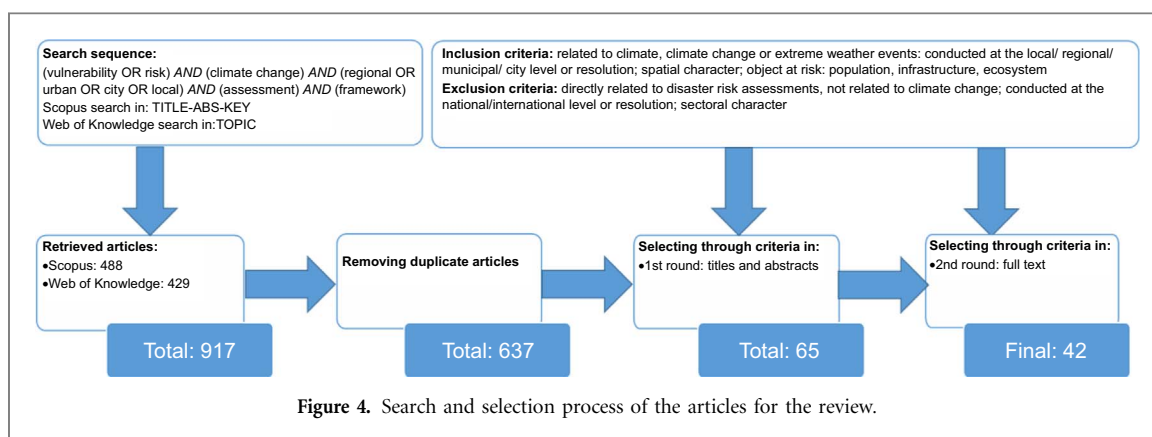 Search sequence:
(vulnerability OR risk) AND (climate change) AND (regional OR
urban OR city OR local) AND (assessment) AND (framework)
Scopus search in: TITLE-ABS-KEY
Web of Knowledge search in:TOPIC
Inclusion criteria: related to climate, climate change or extreme weather events: conducted at the local/ regional/
municipal/ city level or resolution; spatial character; object at risk: population, infrastructure, ecosystem
Exclusion criteria: directly related to disaster risk assessments, not related to climate change; conducted at the
national/international level or resolution; sectoral character
Retrieved articles:
•Scopus: 488
•Web of Knowledge: 429
Total: 917
Removing duplicate articles
Total: 637
Selecting through criteria in:
•1st round: titles and abstracts
Total: 65
Selecting through criteria in:
•2nd round: full text
Final: 42
Figure 4. Search and selection process of the articles for the review.